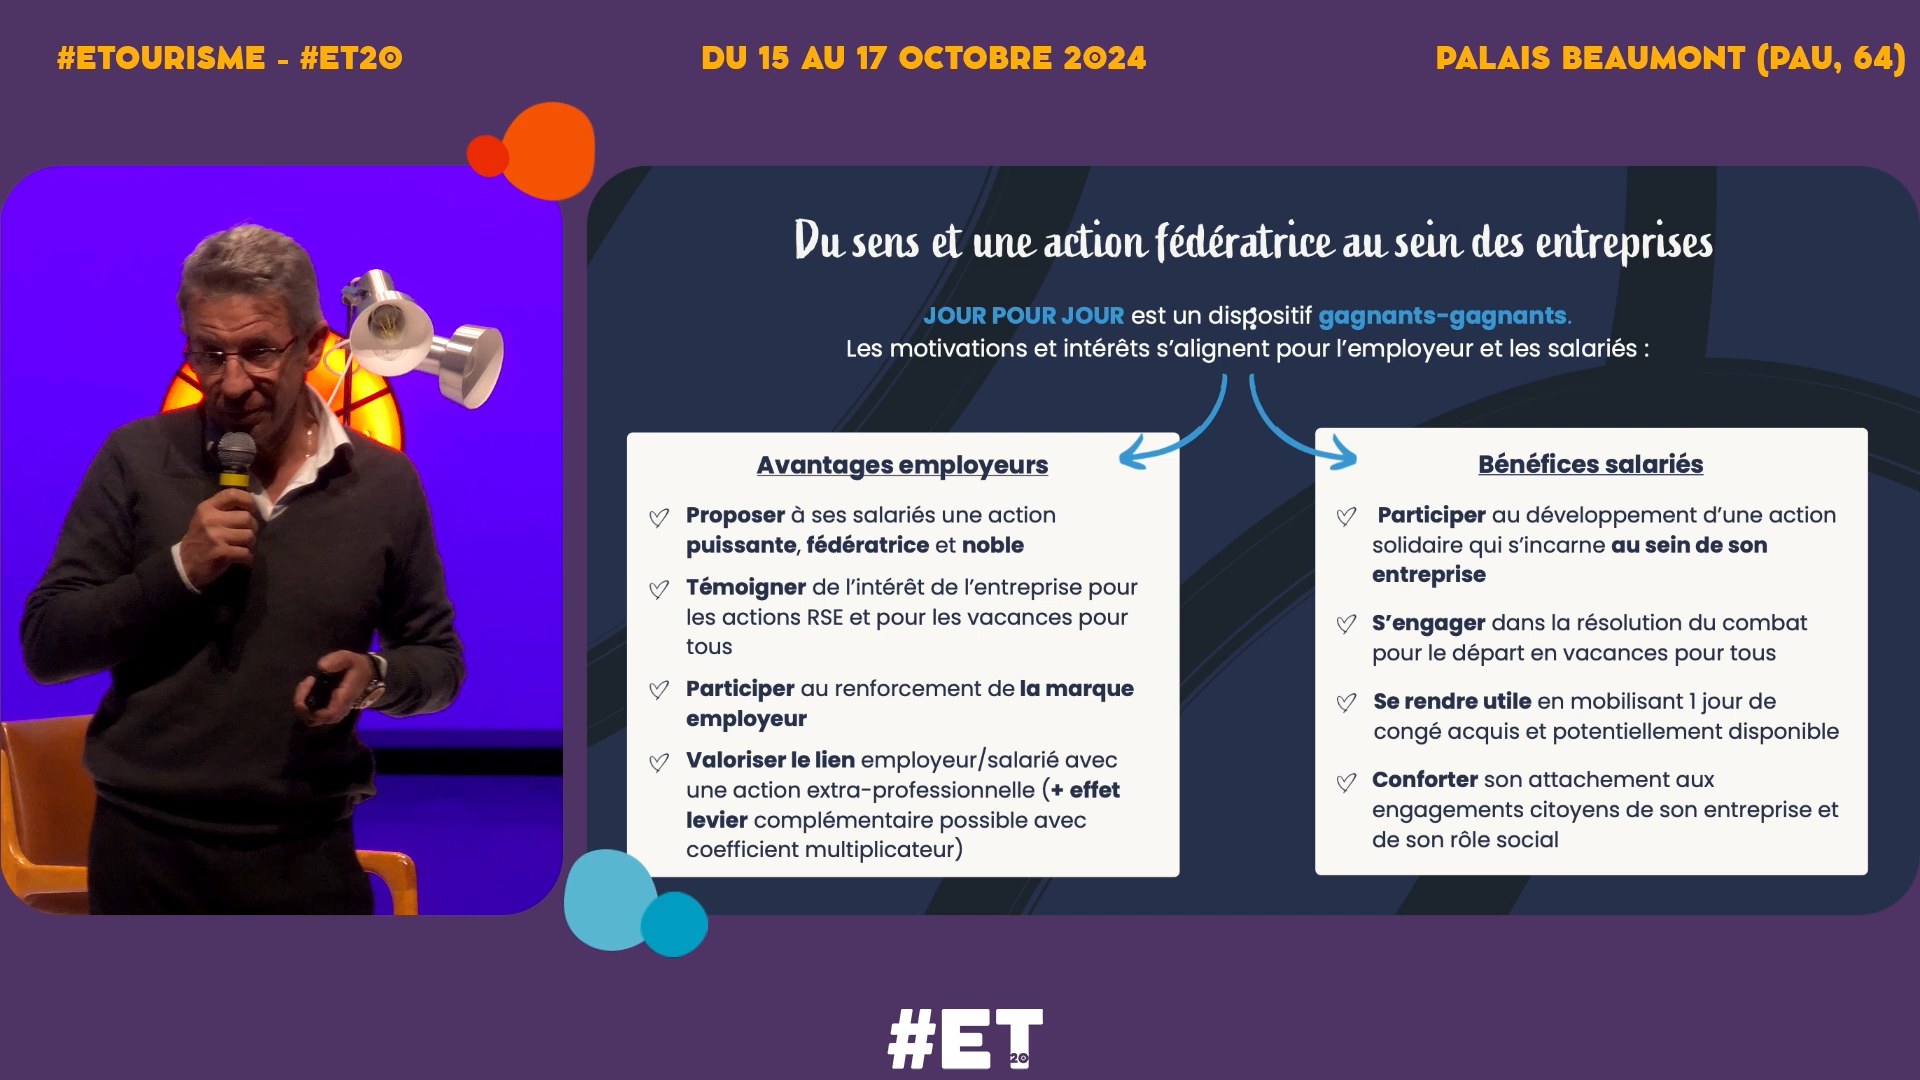 #ETOURISME - #ET20
DU 15 AU 17 OCTOBRE 2024
PALAIS BEAUMONT (PAU, 64)
Du sens et une action fédératrice au sein des entreprises
JOUR POUR JOUR est un dispositif gagnants-gagnants.
Les motivations et intérêts s’alignent pour l’employeur et les salariés :
Avantages employeurs
Proposer à ses salariés une action
puissante, fédératrice et noble
Témoigner de l’intérêt de l’entreprise pour
les actions RSE et pour les vacances pour
tous
Participer au renforcement de la marque
employeur
Valoriser le lien employeur/salarié avec
une action extra-professionnelle (+ effet
levier complémentaire possible avec
coefficient multiplicateur)
Bénéfices salariés
Participer au développement d’une action
solidaire qui s’incarne au sein de son
entreprise
S’engager dans la résolution du combat
pour le départ en vacances pour tous
Se rendre utile en mobilisant 1 jour de
congé acquis et potentiellement disponible
Conforter son attachement aux
engagements citoyens de son entreprise et
de son rôle social
#ET
20